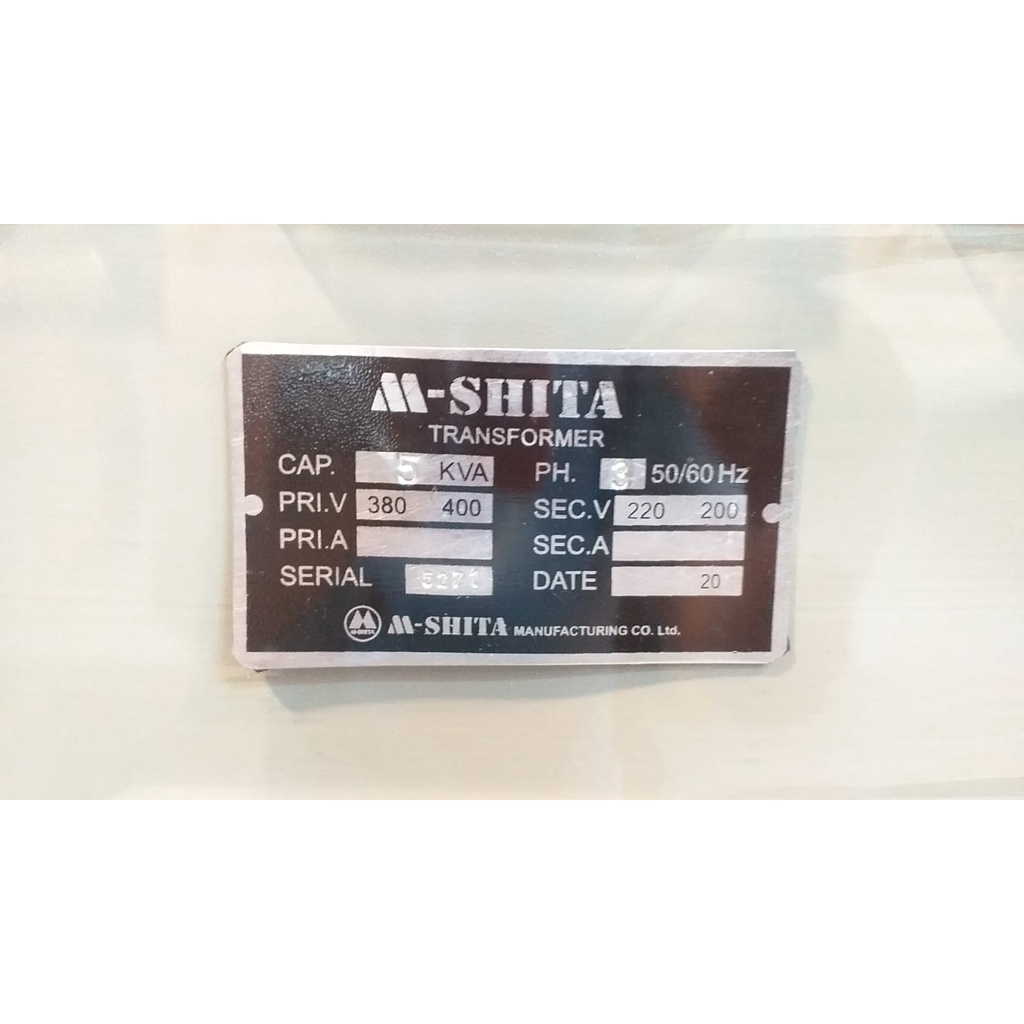 M-SHITA
TRANSFORMER
CAP. 5 KVA PH. 3 50/60 Hz
PRI.V 380 400 SEC.V 220 200
PRI.A SEC.A
SERIAL 5271 DATE 20
M-SHITA M-SHITA MANUFACTURING CO. Ltd.